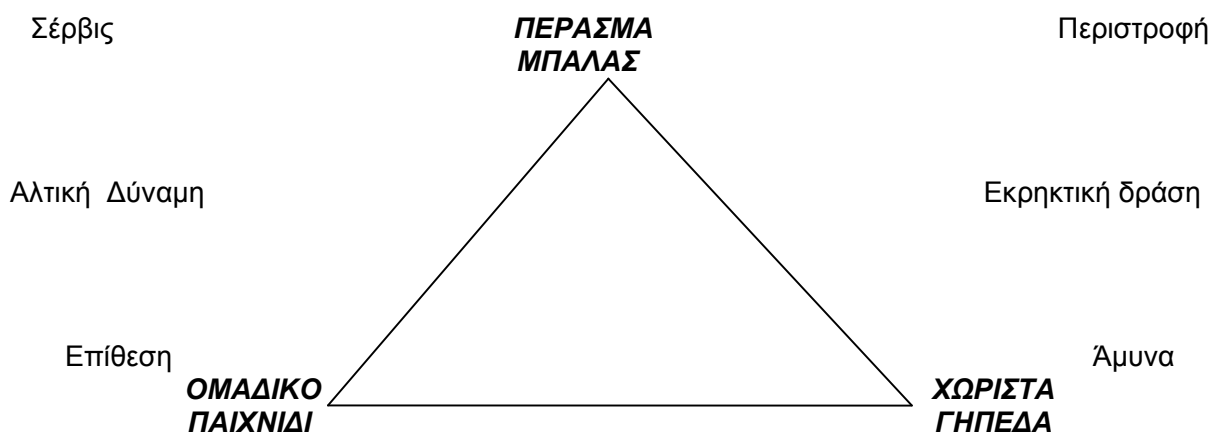 Σέρβις
ΠΕΡΑΣΜΑ
ΜΠΑΛΑΣ
Περιστροφή
Αλτική Δύναμη
Εκρηκτική δράση
Επίθεση
Άμυνα
ΟΜΑΔΙΚΟ
ΠΑΙΧΝΙΔΙ
ΧΩΡΙΣΤΑ
ΓΗΠΕΔΑ